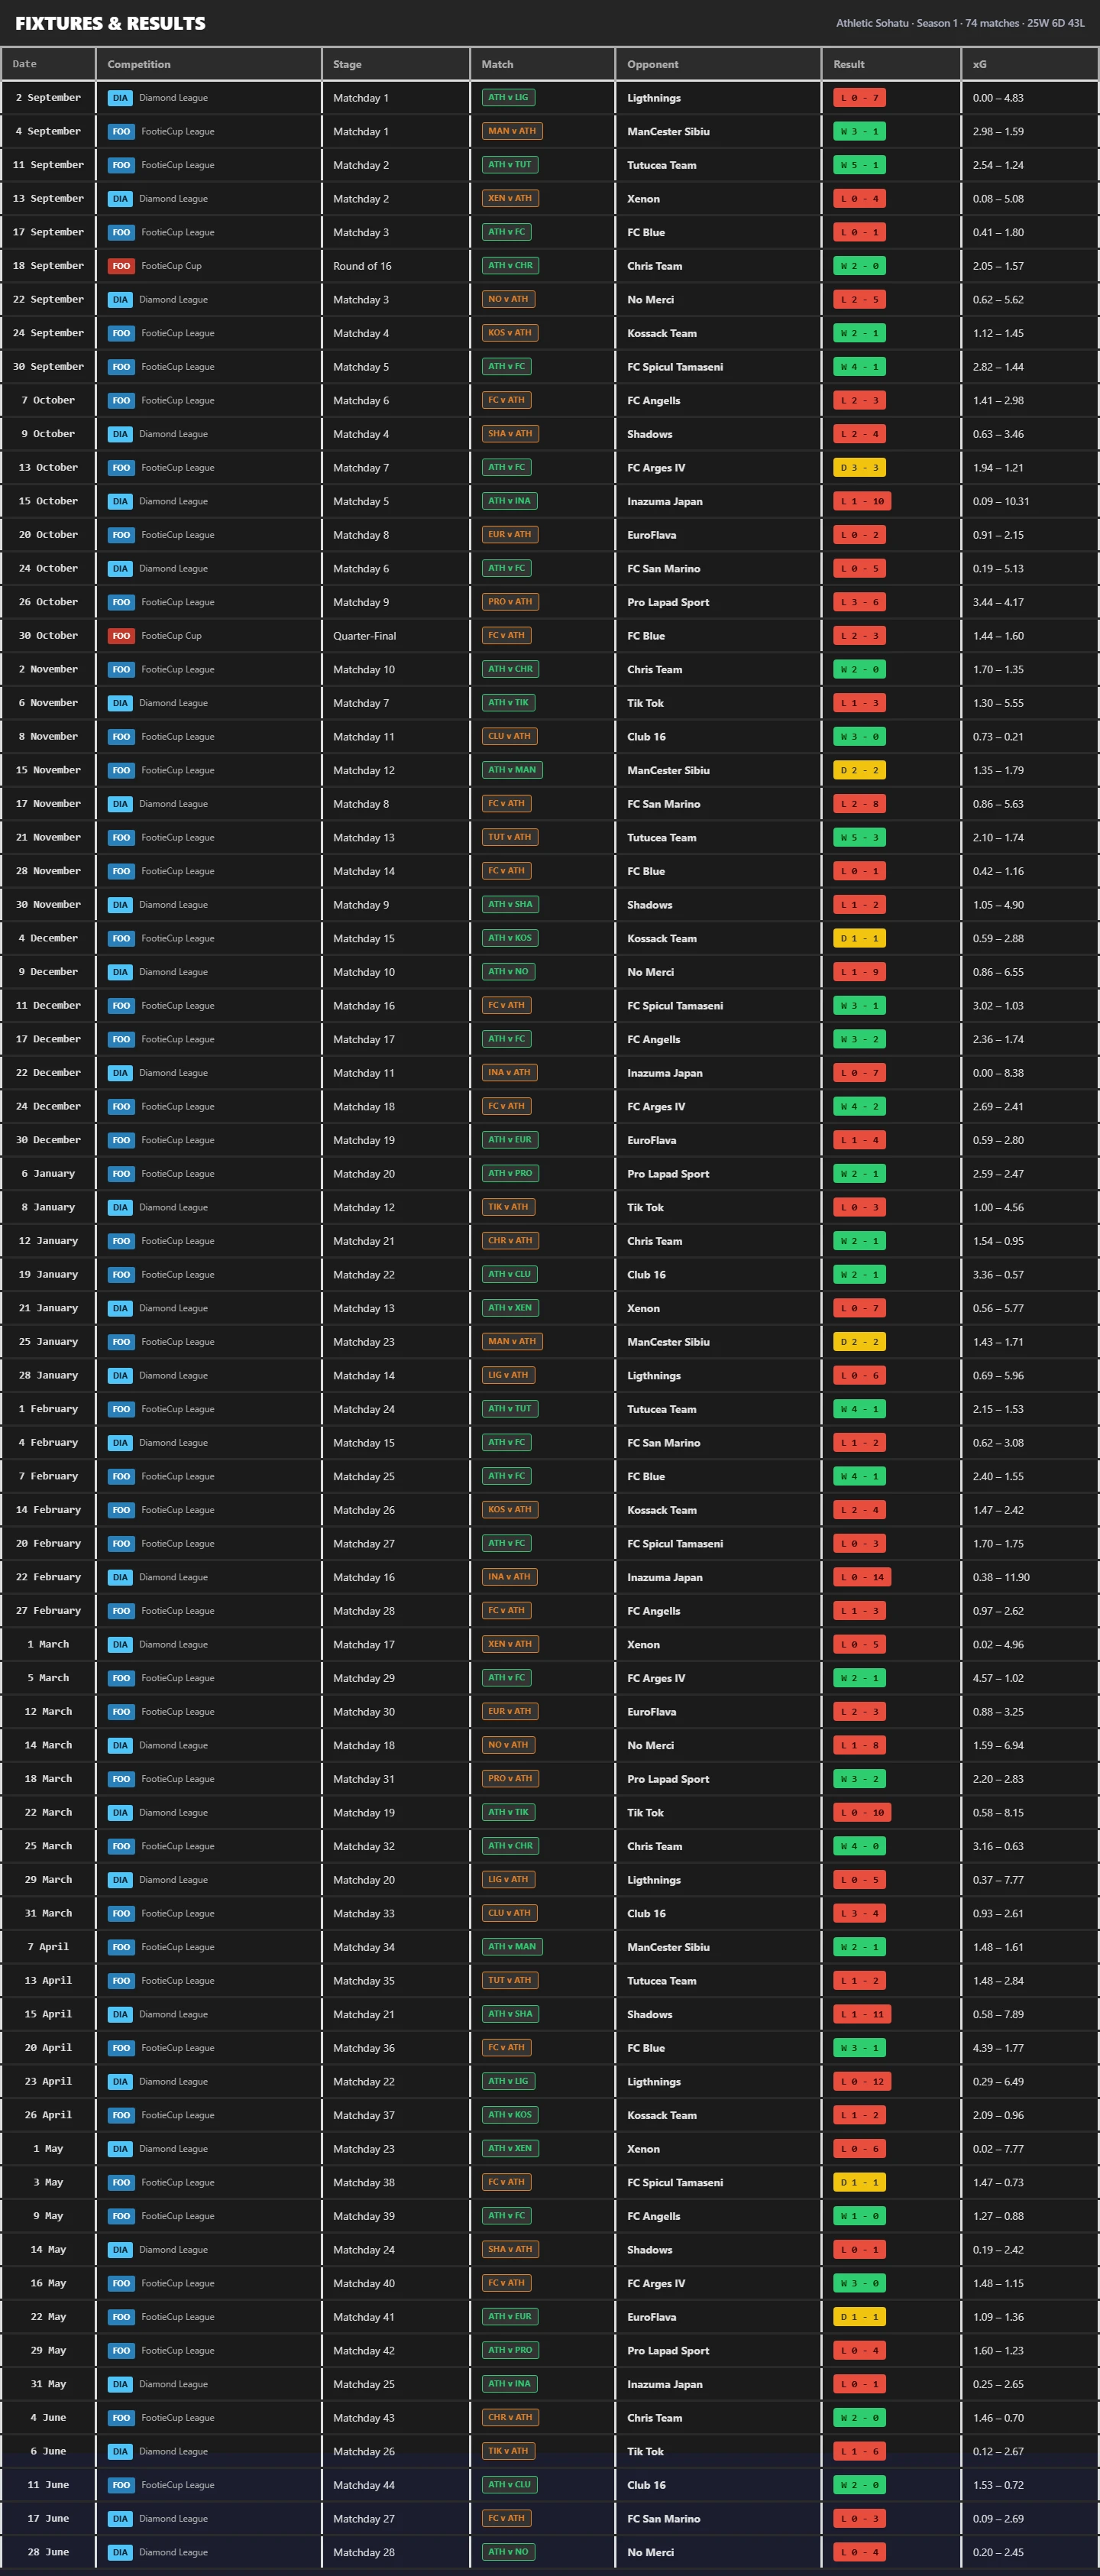 FIXTURES & RESULTS
Athletic Sohatu · Season 1 · 74 matches · 25W 6D 43L
Date Competition Stage Match Opponent Result xG
2 September DIA Diamond League Matchday 1 ATH v LIG Ligthnings L 0 - 7 0.00 – 4.83
4 September FOO FootieCup League Matchday 1 MAN v ATH ManCester Sibiu W 3 - 1 2.98 – 1.59
11 September FOO FootieCup League Matchday 2 ATH v TUT Tutucea Team W 5 - 1 2.54 – 1.24
13 September DIA Diamond League Matchday 2 XEN v ATH Xenon L 0 - 4 0.08 – 5.08
17 September FOO FootieCup League Matchday 3 ATH v FC FC Blue L 0 - 1 0.41 – 1.80
18 September FOO FootieCup Cup Round of 16 ATH v CHR Chris Team W 2 - 0 2.05 – 1.57
22 September DIA Diamond League Matchday 3 NO v ATH No Merci L 2 - 5 0.62 – 5.62
24 September FOO FootieCup League Matchday 4 KOS v ATH Kossack Team W 2 - 1 1.12 – 1.45
30 September FOO FootieCup League Matchday 5 ATH v FC FC Spicul Tamaseni W 4 - 1 2.82 – 1.44
7 October FOO FootieCup League Matchday 6 FC v ATH FC Angells L 2 - 3 1.41 – 2.98
9 October DIA Diamond League Matchday 4 SHA v ATH Shadows L 2 - 4 0.63 – 3.46
13 October FOO FootieCup League Matchday 7 ATH v FC FC Arges IV D 3 - 3 1.94 – 1.21
15 October DIA Diamond League Matchday 5 ATH v INA Inazuma Japan L 1 - 10 0.09 – 10.31
20 October FOO FootieCup League Matchday 8 EUR v ATH EuroFlava L 0 - 2 0.91 – 2.15
24 October DIA Diamond League Matchday 6 ATH v FC FC San Marino L 0 - 5 0.19 – 5.13
26 October FOO FootieCup League Matchday 9 PRO v ATH Pro Lapad Sport L 3 - 6 3.44 – 4.17
30 October FOO FootieCup Cup Quarter-Final FC v ATH FC Blue L 2 - 3 1.44 – 1.60
2 November FOO FootieCup League Matchday 10 ATH v CHR Chris Team W 2 - 0 1.70 – 1.35
6 November DIA Diamond League Matchday 7 ATH v TIK Tik Tok L 1 - 3 1.30 – 5.55
8 November FOO FootieCup League Matchday 11 CLU v ATH Club 16 W 3 - 0 0.73 – 0.21
15 November FOO FootieCup League Matchday 12 ATH v MAN ManCester Sibiu D 2 - 2 1.35 – 1.79
17 November DIA Diamond League Matchday 8 FC v ATH FC San Marino L 2 - 8 0.86 – 5.63
21 November FOO FootieCup League Matchday 13 TUT v ATH Tutucea Team W 5 - 3 2.10 – 1.74
28 November FOO FootieCup League Matchday 14 FC v ATH FC Blue L 0 - 1 0.42 – 1.16
30 November DIA Diamond League Matchday 9 ATH v SHA Shadows L 1 - 2 1.05 – 4.90
4 December FOO FootieCup League Matchday 15 ATH v KOS Kossack Team D 1 - 1 0.59 – 2.88
9 December DIA Diamond League Matchday 10 ATH v NO No Merci L 1 - 9 0.86 – 6.55
11 December FOO FootieCup League Matchday 16 FC v ATH FC Spicul Tamaseni W 3 - 1 3.02 – 1.03
17 December FOO FootieCup League Matchday 17 ATH v FC FC Angells W 3 - 2 2.36 – 1.74
22 December DIA Diamond League Matchday 11 INA v ATH Inazuma Japan L 0 - 7 0.00 – 8.38
24 December FOO FootieCup League Matchday 18 FC v ATH FC Arges IV W 4 - 2 2.69 – 2.41
30 December FOO FootieCup League Matchday 19 ATH v EUR EuroFlava L 1 - 4 0.59 – 2.80
6 January FOO FootieCup League Matchday 20 ATH v PRO Pro Lapad Sport W 2 - 1 2.59 – 2.47
8 January DIA Diamond League Matchday 12 TIK v ATH Tik Tok L 0 - 3 1.00 – 4.56
12 January FOO FootieCup League Matchday 21 CHR v ATH Chris Team W 2 - 1 1.54 – 0.95
19 January FOO FootieCup League Matchday 22 ATH v CLU Club 16 W 2 - 1 3.36 – 0.57
21 January DIA Diamond League Matchday 13 ATH v XEN Xenon L 0 - 7 0.56 – 5.77
25 January FOO FootieCup League Matchday 23 MAN v ATH ManCester Sibiu D 2 - 2 1.43 – 1.71
28 January DIA Diamond League Matchday 14 LIG v ATH Ligthnings L 0 - 6 0.69 – 5.96
1 February FOO FootieCup League Matchday 24 ATH v TUT Tutucea Team W 4 - 1 2.15 – 1.53
4 February DIA Diamond League Matchday 15 ATH v FC FC San Marino L 1 - 2 0.62 – 3.08
7 February FOO FootieCup League Matchday 25 ATH v FC FC Blue W 4 - 1 2.40 – 1.55
14 February FOO FootieCup League Matchday 26 KOS v ATH Kossack Team L 2 - 4 1.47 – 2.42
20 February FOO FootieCup League Matchday 27 ATH v FC FC Spicul Tamaseni L 0 - 3 1.70 – 1.75
22 February DIA Diamond League Matchday 16 INA v ATH Inazuma Japan L 0 - 14 0.38 – 11.90
27 February FOO FootieCup League Matchday 28 FC v ATH FC Angells L 1 - 3 0.97 – 2.62
1 March DIA Diamond League Matchday 17 XEN v ATH Xenon L 0 - 5 0.02 – 4.96
5 March FOO FootieCup League Matchday 29 ATH v FC FC Arges IV W 2 - 1 4.57 – 1.02
12 March FOO FootieCup League Matchday 30 EUR v ATH EuroFlava L 2 - 3 0.88 – 3.25
14 March DIA Diamond League Matchday 18 NO v ATH No Merci L 1 - 8 1.59 – 6.94
18 March FOO FootieCup League Matchday 31 PRO v ATH Pro Lapad Sport W 3 - 2 2.20 – 2.83
22 March DIA Diamond League Matchday 19 ATH v TIK Tik Tok L 0 - 10 0.58 – 8.15
25 March FOO FootieCup League Matchday 32 ATH v CHR Chris Team W 4 - 0 3.16 – 0.63
29 March DIA Diamond League Matchday 20 LIG v ATH Ligthnings L 0 - 5 0.37 – 7.77
31 March FOO FootieCup League Matchday 33 CLU v ATH Club 16 L 3 - 4 0.93 – 2.61
7 April FOO FootieCup League Matchday 34 ATH v MAN ManCester Sibiu W 2 - 1 1.48 – 1.61
13 April FOO FootieCup League Matchday 35 TUT v ATH Tutucea Team L 1 - 2 1.48 – 2.84
15 April DIA Diamond League Matchday 21 ATH v SHA Shadows L 1 - 11 0.58 – 7.89
20 April FOO FootieCup League Matchday 36 FC v ATH FC Blue W 3 - 1 4.39 – 1.77
23 April DIA Diamond League Matchday 22 ATH v LIG Ligthnings L 0 - 12 0.29 – 6.49
26 April FOO FootieCup League Matchday 37 ATH v KOS Kossack Team L 1 - 2 2.09 – 0.96
1 May DIA Diamond League Matchday 23 ATH v XEN Xenon L 0 - 6 0.02 – 7.77
3 May FOO FootieCup League Matchday 38 FC v ATH FC Spicul Tamaseni D 1 - 1 1.47 – 0.73
9 May FOO FootieCup League Matchday 39 ATH v FC FC Angells W 1 - 0 1.27 – 0.88
14 May DIA Diamond League Matchday 24 SHA v ATH Shadows L 0 - 1 0.19 – 2.42
16 May FOO FootieCup League Matchday 40 FC v ATH FC Arges IV W 3 - 0 1.48 – 1.15
22 May FOO FootieCup League Matchday 41 ATH v EUR EuroFlava D 1 - 1 1.09 – 1.36
29 May FOO FootieCup League Matchday 42 ATH v PRO Pro Lapad Sport L 0 - 4 1.60 – 1.23
31 May DIA Diamond League Matchday 25 ATH v INA Inazuma Japan L 0 - 1 0.25 – 2.65
4 June FOO FootieCup League Matchday 43 CHR v ATH Chris Team W 2 - 0 1.46 – 0.70
6 June DIA Diamond League Matchday 26 TIK v ATH Tik Tok L 1 - 6 0.12 – 2.67
11 June FOO FootieCup League Matchday 44 ATH v CLU Club 16 W 2 - 0 1.53 – 0.72
17 June DIA Diamond League Matchday 27 FC v ATH FC San Marino L 0 - 3 0.09 – 2.69
28 June DIA Diamond League Matchday 28 ATH v NO No Merci L 0 - 4 0.20 – 2.45